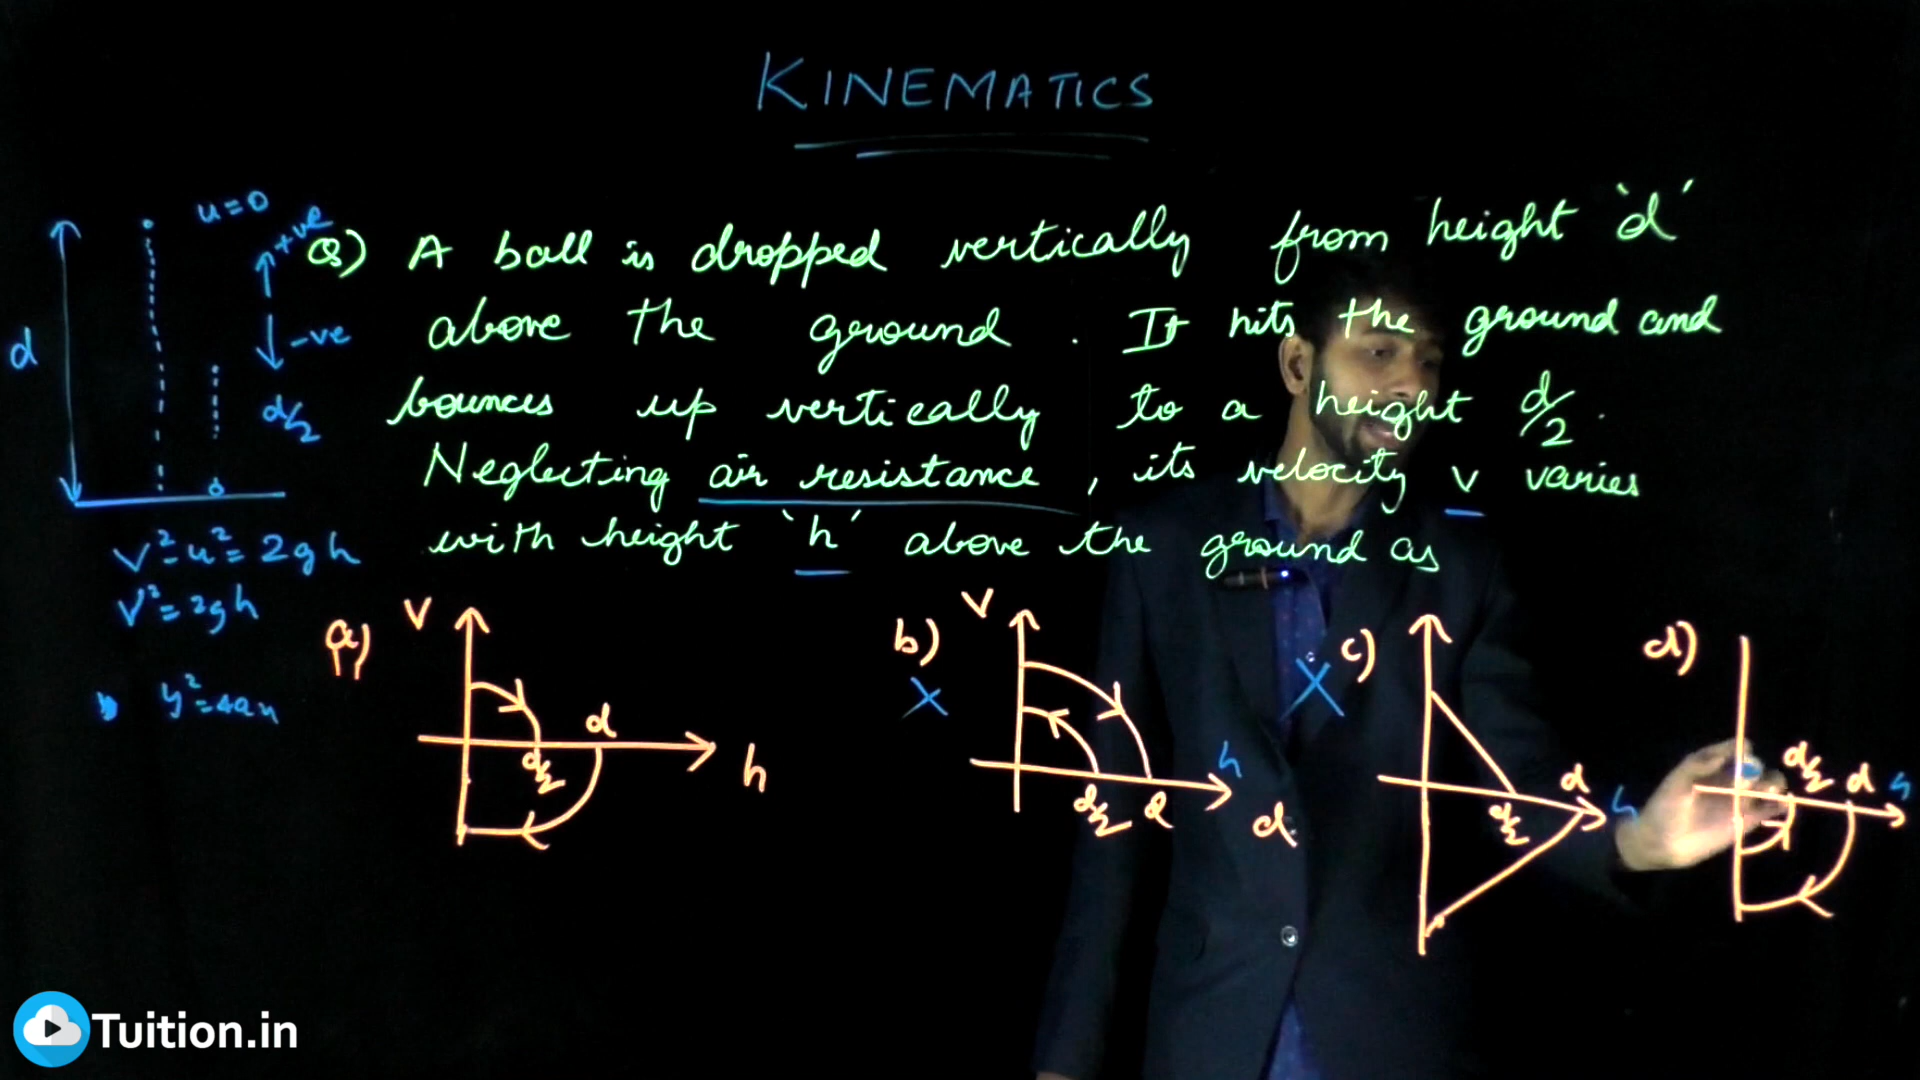 KINEMATICS
u=0
+ve
-ve
d
d/2
Q) A ball is dropped vertically from height 'd'
above the ground. It hits the ground and
bounces up vertically to a height d/2.
Neglecting air resistance, its velocity v varies
with height 'h' above the ground as
v²-u²=2gh
v²=2gh
y²=4ax
a) V
d
d/2
h
b) V
X
h
d/2 d
d
X c)
d
d/2
h
d)
d/2 d h
Tuition.in